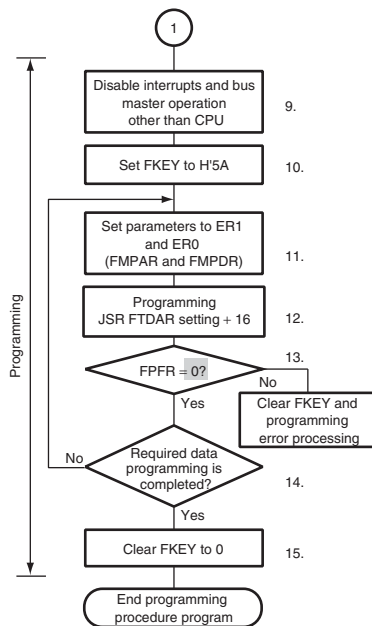 1
Disable interrupts and bus
master operation
other than CPU
9.
Set FKEY to H'5A
10.
Set parameters to ER1
and ER0
(FMPAR and FMPDR)
11.
Programming
JSR FTDAR setting + 16
12.
13.
FPFR = 0?
No
Yes
Clear FKEY and
programming
error processing
Required data
programming is
completed?
No
14.
Yes
Clear FKEY to 0
15.
End programming
procedure program
Programming